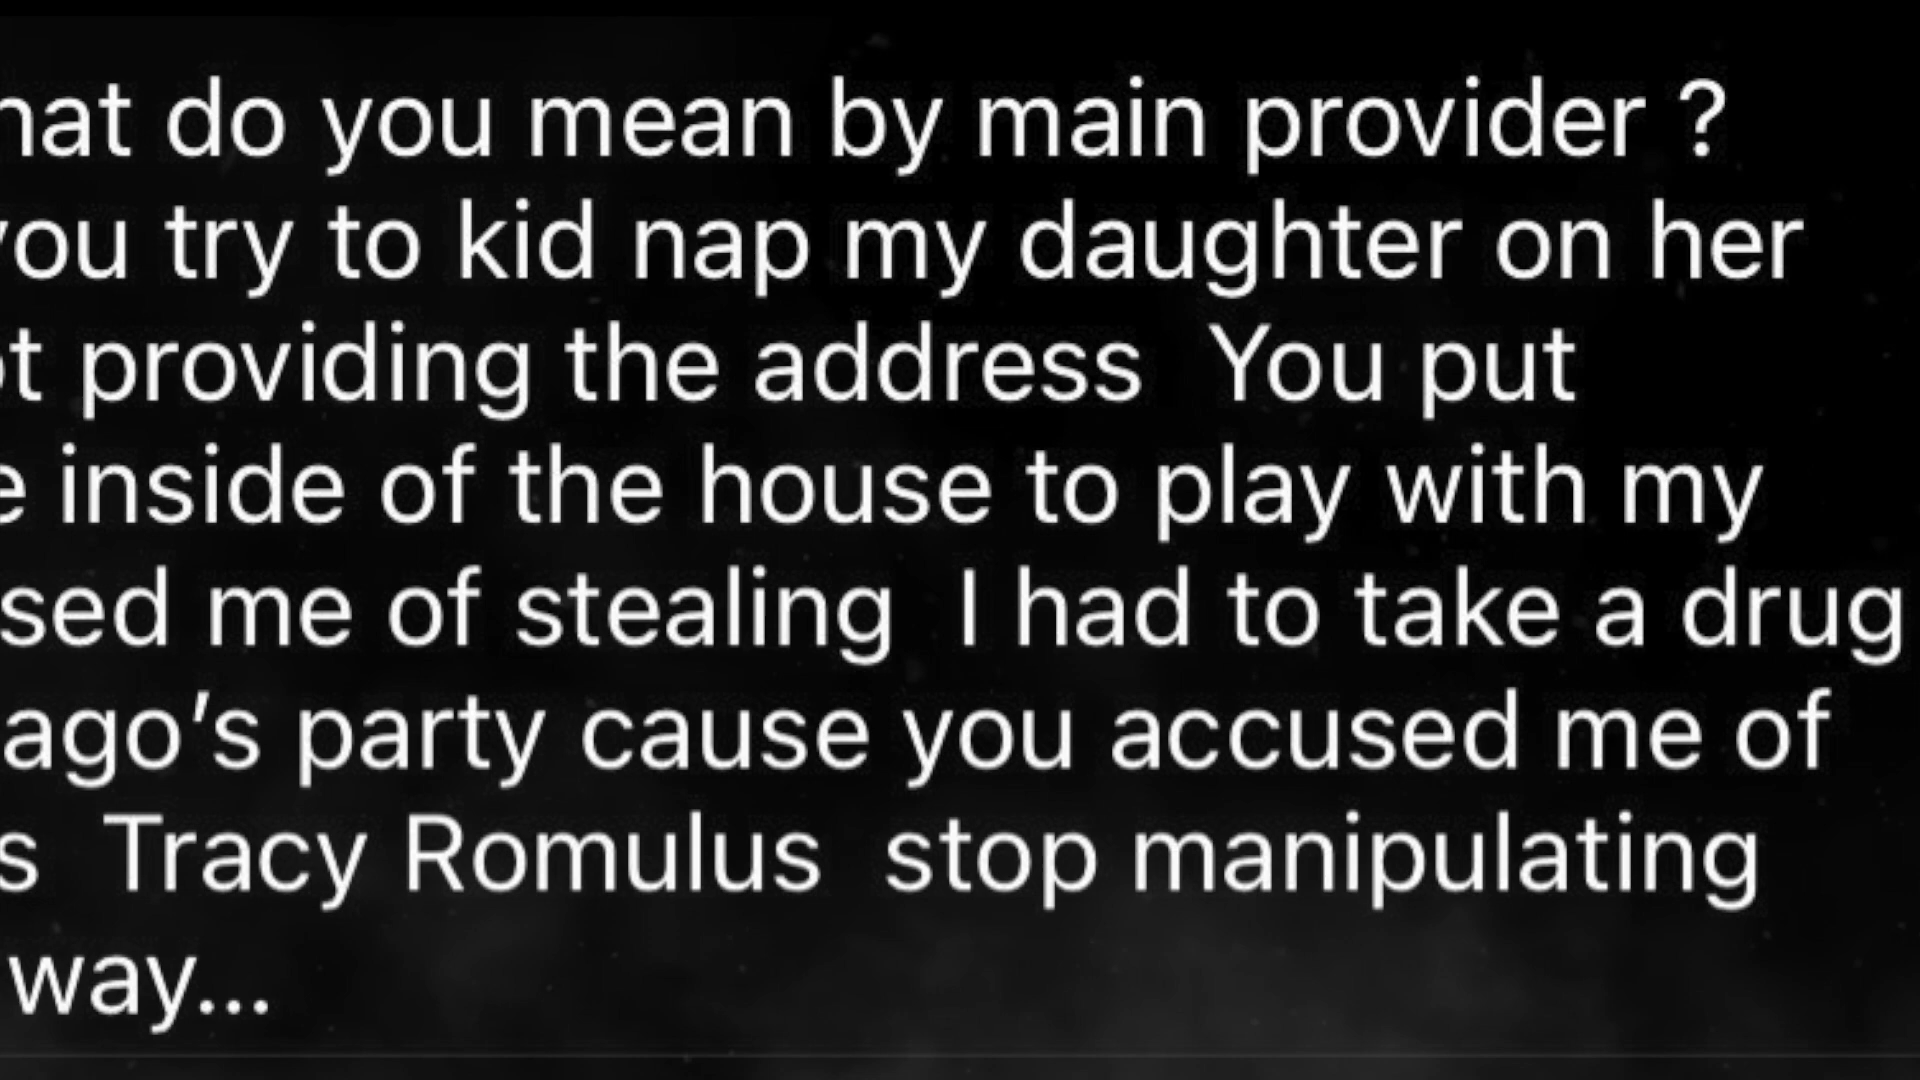 hat do you mean by main provider ?
you try to kid nap my daughter on her
ot providing the address  You put
e inside of the house to play with my
sed me of stealing  I had to take a drug
ago's party cause you accused me of
s  Tracy Romulus  stop manipulating
way...